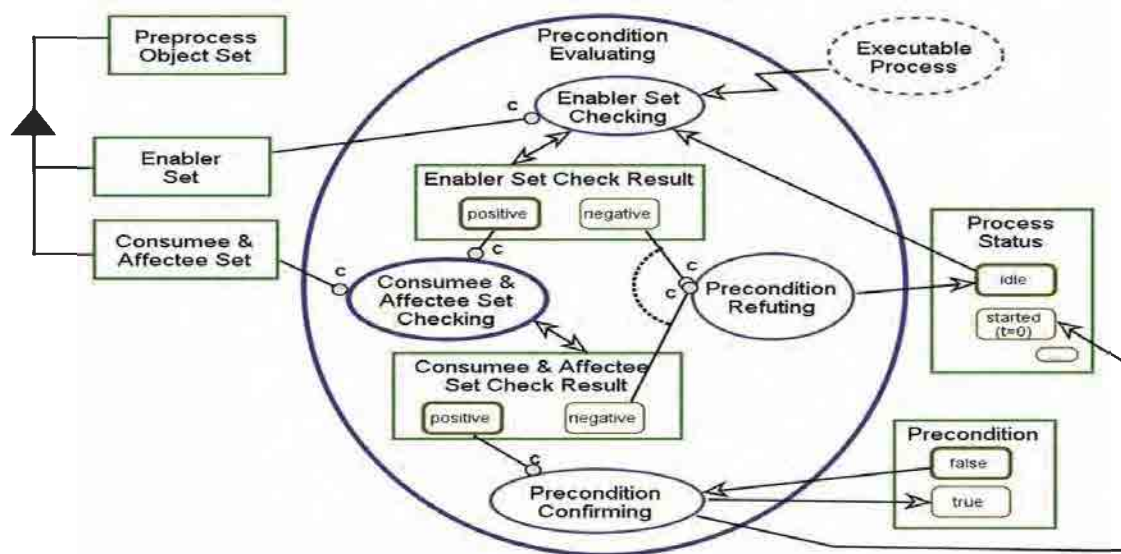 Preprocess
Object Set
Precondition
Evaluating
Executable
Process
c
Enabler Set
Checking
Enabler
Set
Enabler Set Check Result
positive
negative
Consumee &
Affectee Set
c
c
c
c
Consumee &
Affectee Set
Checking
Precondition
Refuting
Process
Status
idle
started
(t=0)
Consumee & Affectee
Set Check Result
positive
negative
c
Precondition
Confirming
Precondition
false
true